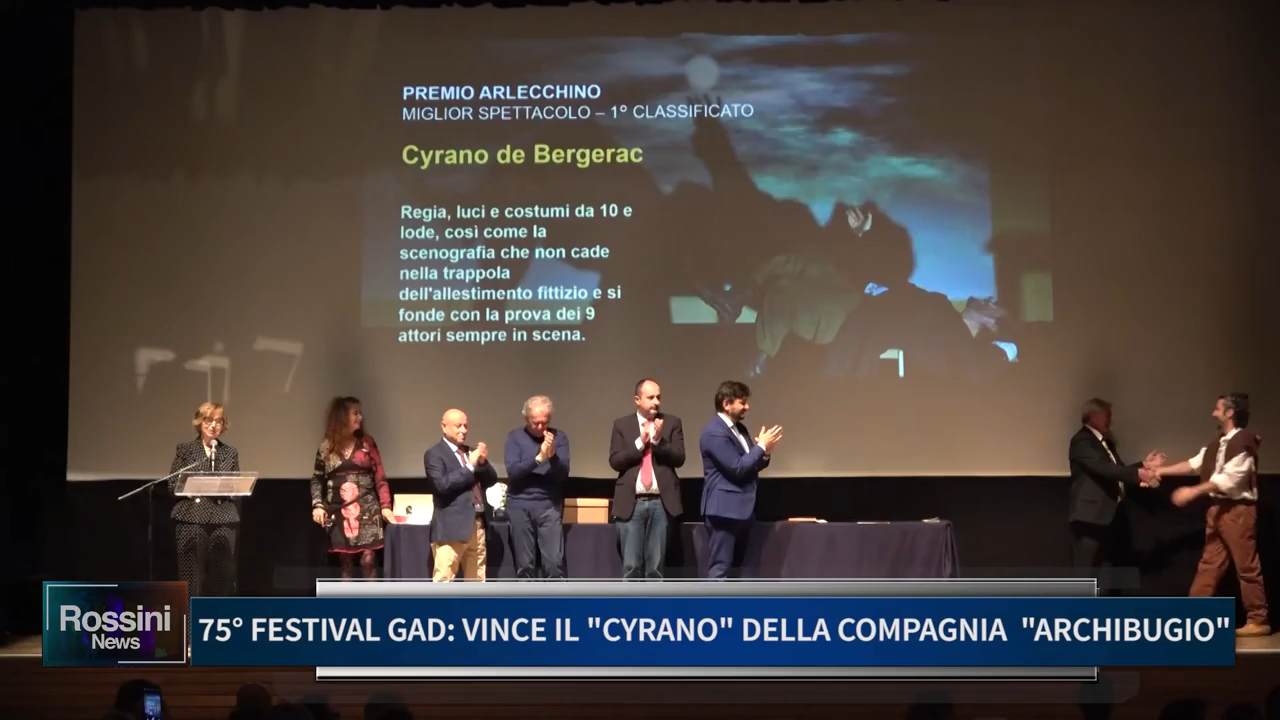 PREMIO ARLECCHINO
MIGLIOR SPETTACOLO – 1° CLASSIFICATO
Cyrano de Bergerac
Regia, luci e costumi da 10 e
lode, così come la
scenografia che non cade
nella trappola
dell'allestimento fittizio e si
fonde con la prova dei 9
attori sempre in scena.
Rossini
News
75° FESTIVAL GAD: VINCE IL "CYRANO" DELLA COMPAGNIA "ARCHIBUGIO"